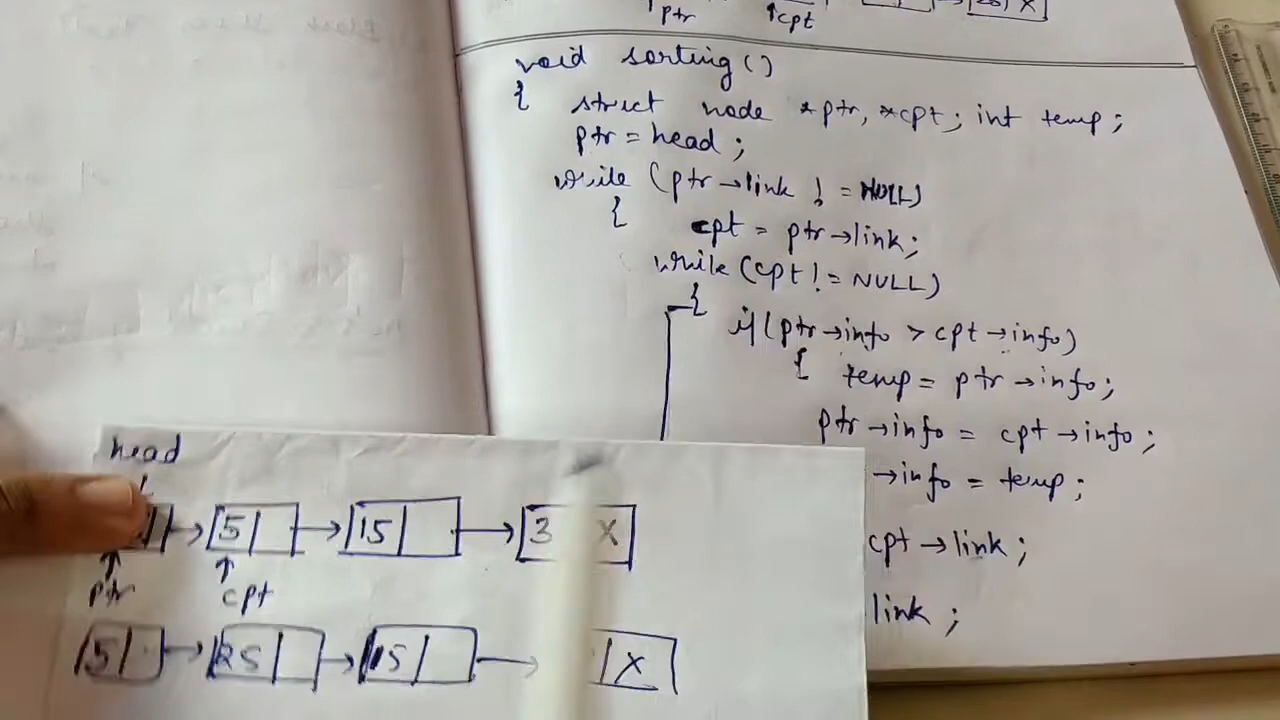 ptr cpt
void sorting()
{ struct node *ptr, *cpt; int temp;
ptr = head;
while (ptr→link != NULL)
{ cpt = ptr→link;
while (cpt != NULL)
{
if (ptr→info > cpt→info)
{ temp = ptr→info;
ptr→info = cpt→info;
→info = temp;
cpt→link;
link;
head
5 15 3 X
ptr cpt
5 25 15 X